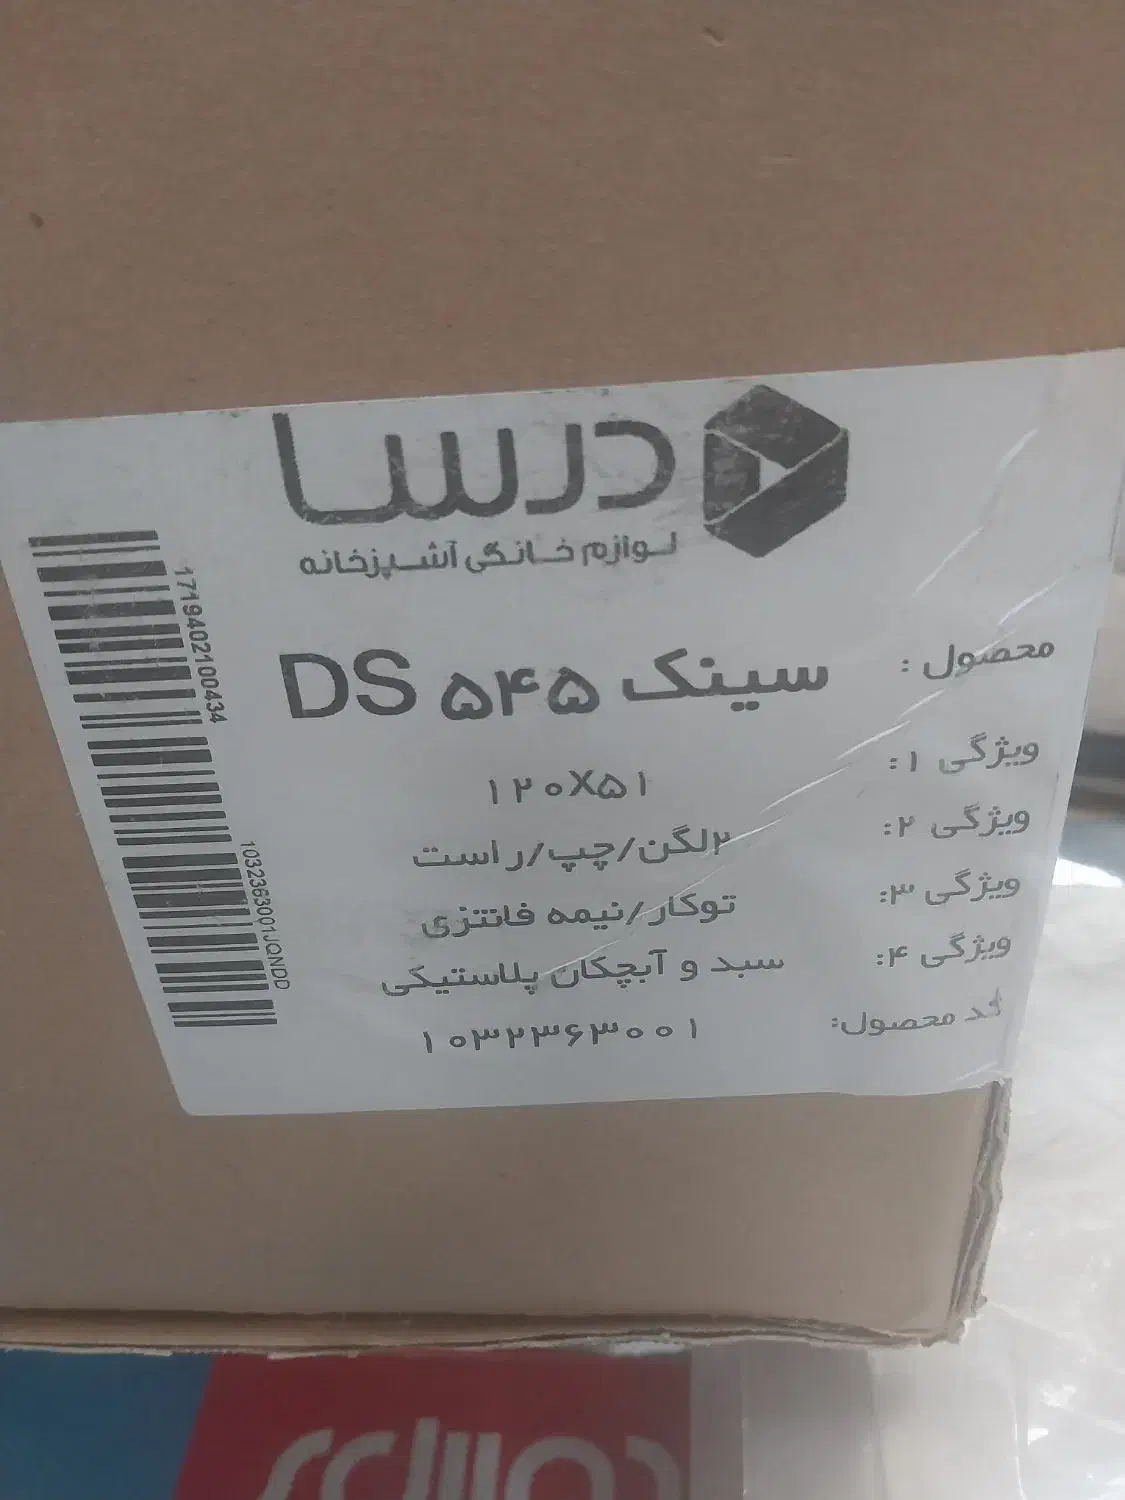 درسا
لوازم خانگی آشپزخانه
محصول : سینک DS ۵۴۵
ویژگی ۱: ۱۲۰X۵۱
ویژگی ۲: ۲لگن/چپ/راست
ویژگی ۳: توکار/نیمه فانتزی
ویژگی ۴: سبد و آبچکان پلاستیکی
کد محصول: ۱۰۳۲۳۶۳۰۰۱
1719402100434
1032363001JQNDD